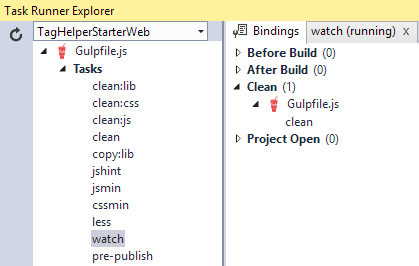 Task Runner Explorer
TagHelperStarterWeb
Gulpfile.js
Tasks
clean:lib
clean:css
clean:js
clean
copy:lib
jshint
jsmin
cssmin
less
watch
pre-publish
Bindings
watch (running) X
Before Build (0)
After Build (0)
Clean (1)
Gulpfile.js
clean
Project Open (0)